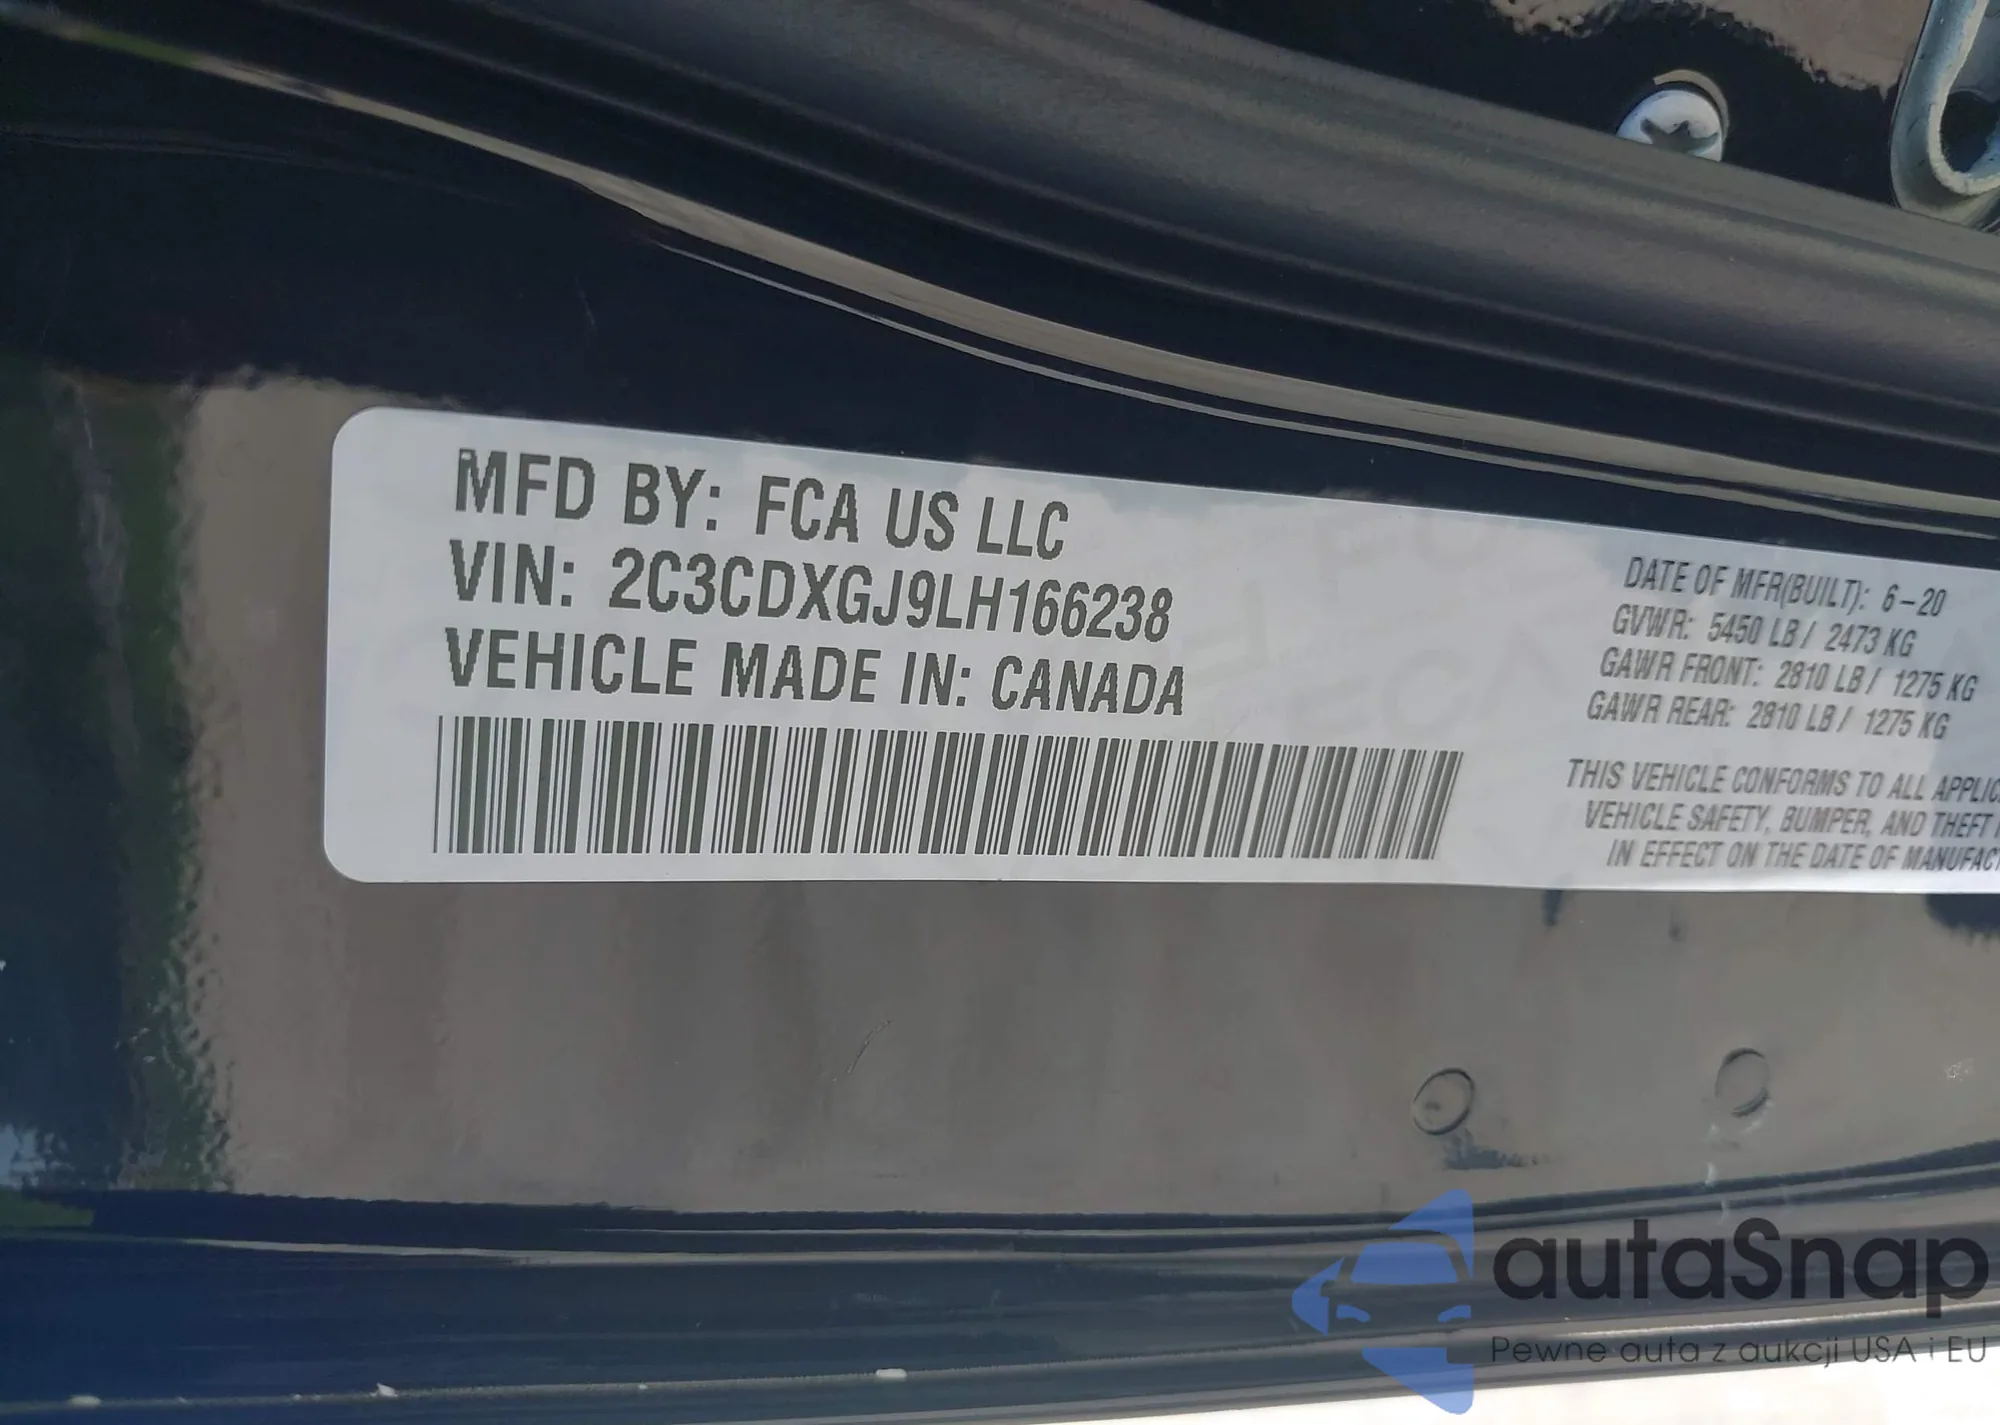 MFD BY: FCA US LLC
VIN: 2C3CDXGJ9LH166238
VEHICLE MADE IN: CANADA
DATE OF MFR(BUILT): 6-20
GVWR: 5450 LB/ 2473 KG
GAWR FRONT: 2810 LB/ 1275 KG
GAWR REAR: 2810 LB/ 1275 KG
THIS VEHICLE CONFORMS TO ALL APPLIC
VEHICLE SAFETY, BUMPER, AND THEFT
IN EFFECT ON THE DATE OF MANUFAC
autaSnap
Pewne auta z aukcji USA i EU